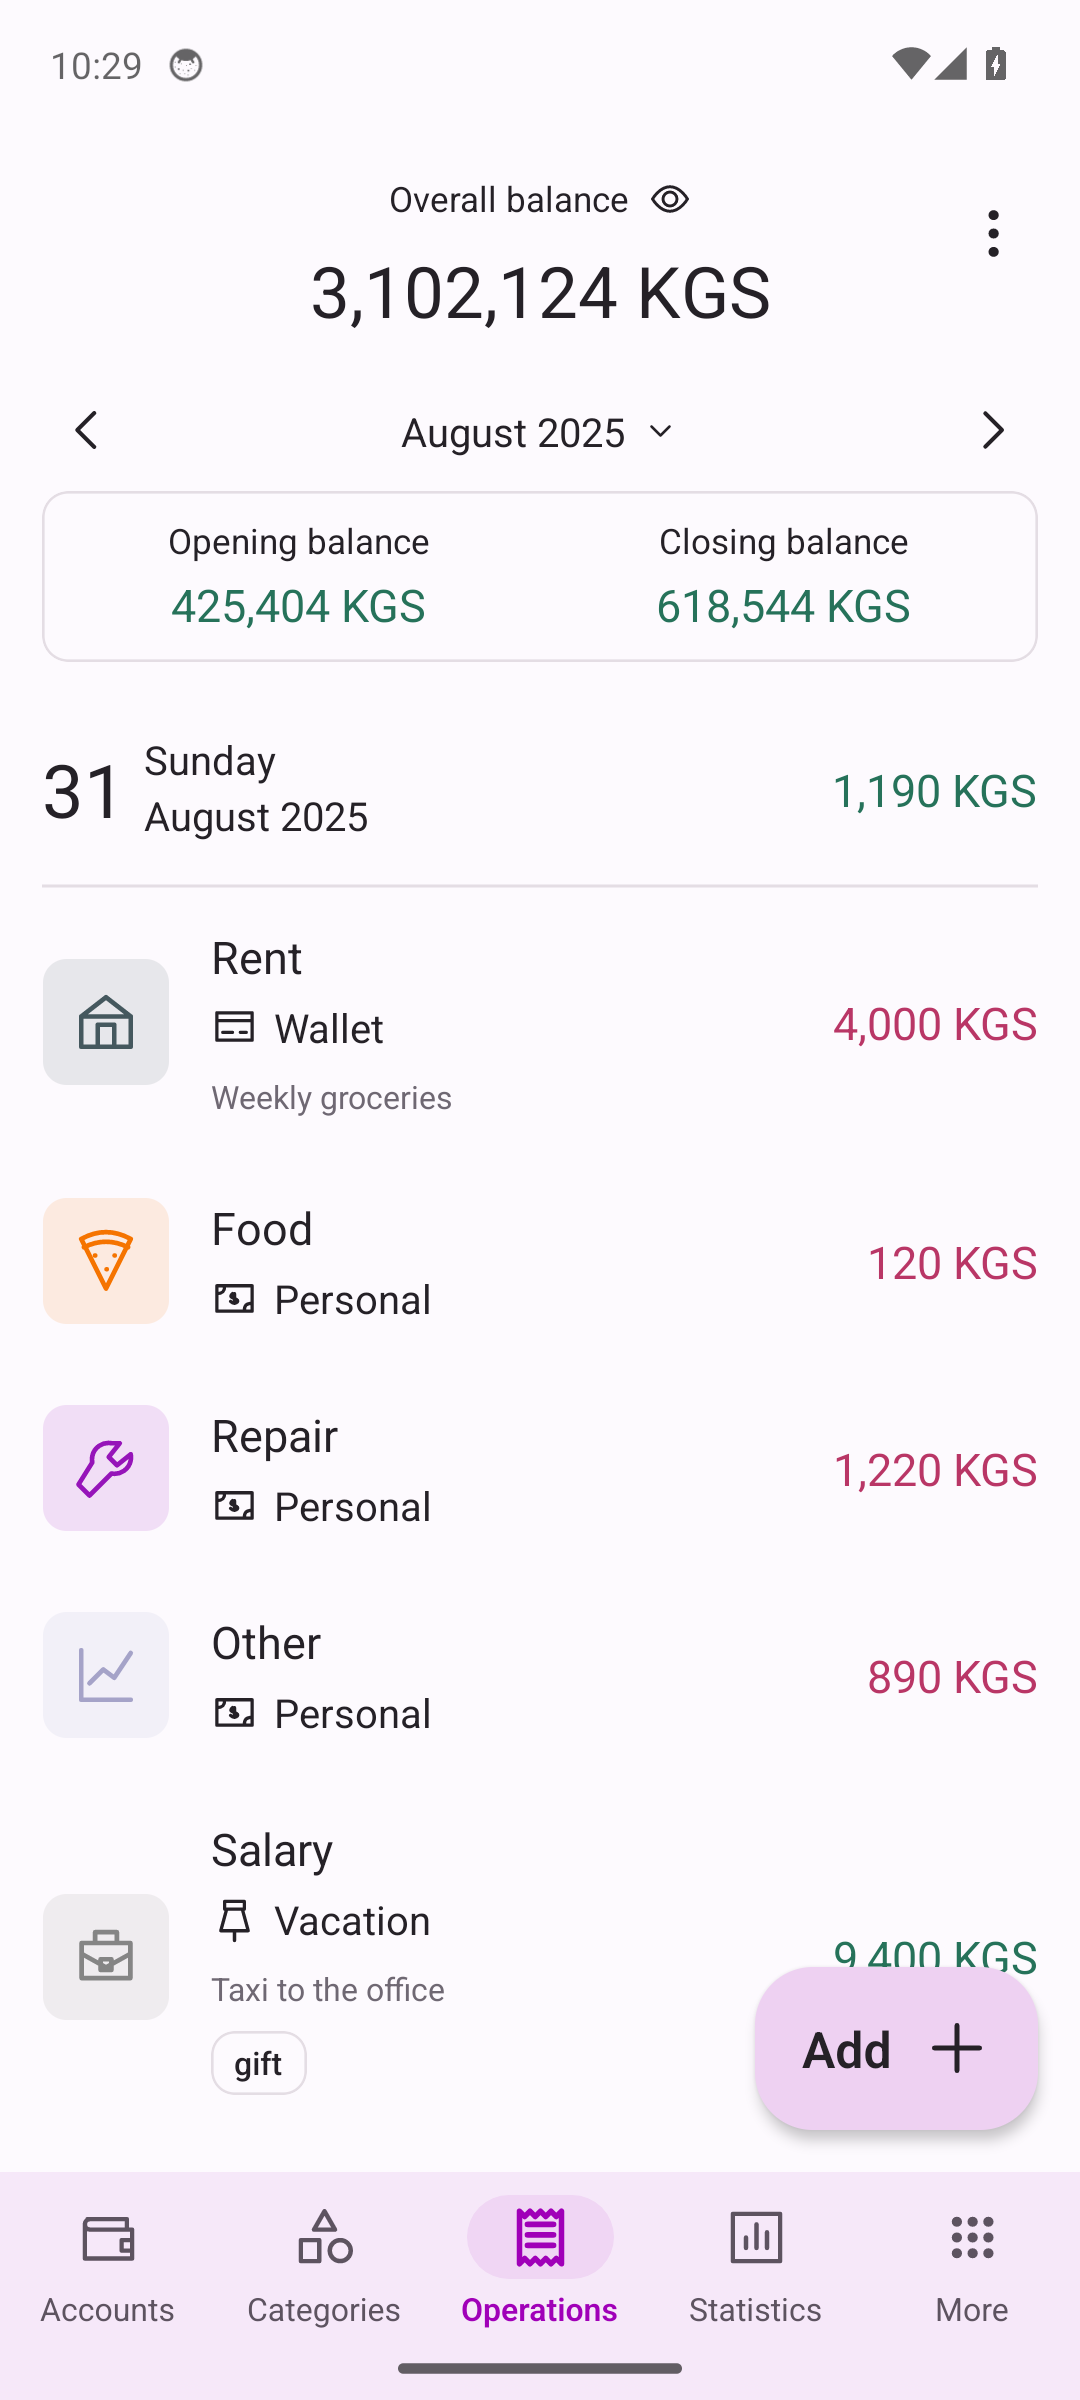 10:29
Overall balance
3,102,124 KGS
August 2025
Opening balance
Closing balance
425,404 KGS
618,544 KGS
31
Sunday
August 2025
1,190 KGS
Rent
Wallet
Weekly groceries
4,000 KGS
Food
Personal
120 KGS
Repair
Personal
1,220 KGS
Other
Personal
890 KGS
Salary
Vacation
Taxi to the office
9,400 KGS
gift
Add
Accounts
Categories
Operations
Statistics
More